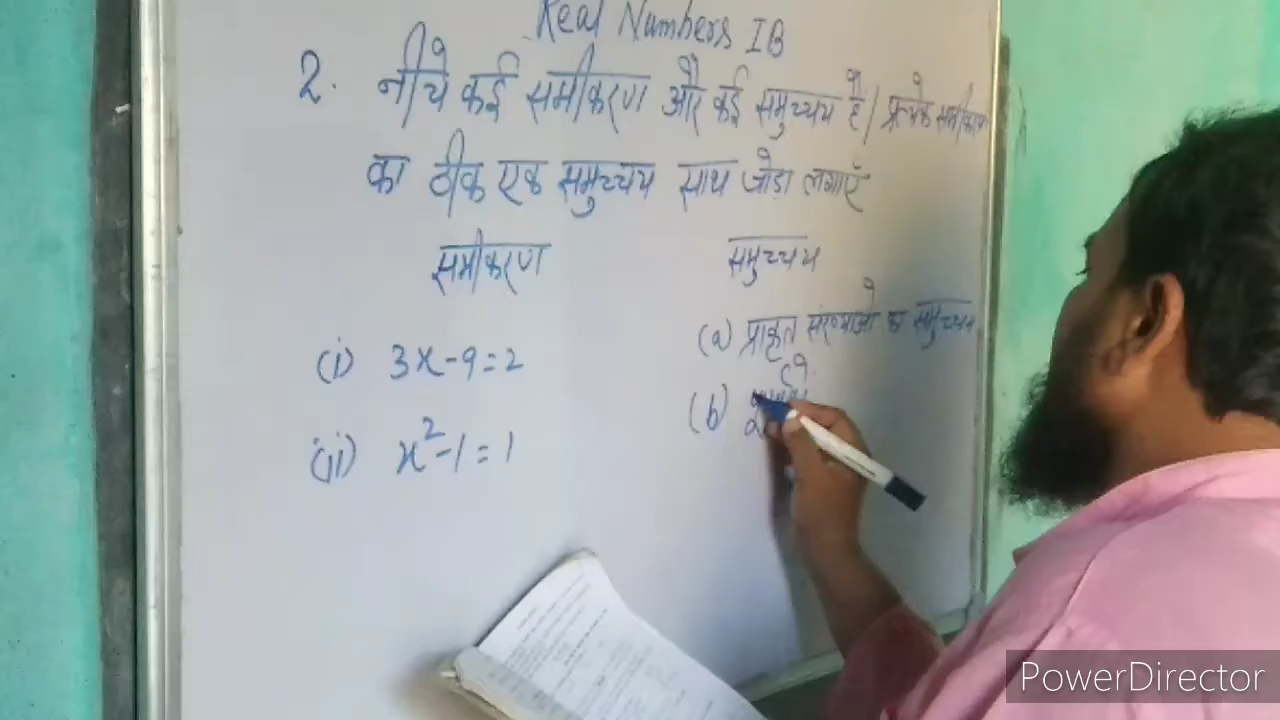 Real Numbers IB
2. नीचे कई समीकरण और कई समुच्चय है। प्रत्येक समीकरण
का ठीक एक समुच्चय साथ जोड़ा लगाएँ
समीकरण
समुच्चय
(i) 3x-9=2
(a) प्राकृत संख्याओ के समुच्चय मे
(ii) x²-1=1
(b)
PowerDirector